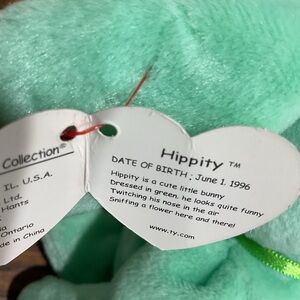 Collection®
IL, U.S.A.
Ltd.
Hants
Ontario
in China
Hippity™
DATE OF BIRTH : June 1, 1996
Hippity is a cute little bunny
Dressed in green, he looks quite funny
Twitching his nose in the air
Sniffing a flower here and there!
www.ty.com